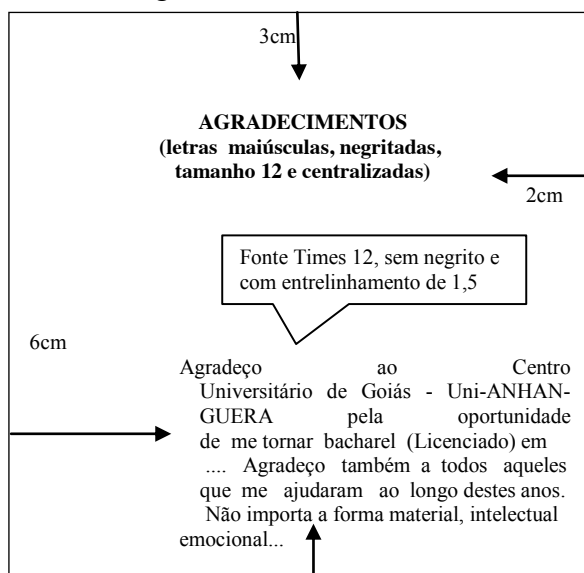 3cm
AGRADECIMENTOS
(letras maiúsculas, negritadas,
tamanho 12 e centralizadas)
2cm
Fonte Times 12, sem negrito e
com entrelinhamento de 1,5
6cm
Agradeço ao Centro
Universitário de Goiás - Uni-ANHAN-
GUERA pela oportunidade
de me tornar bacharel (Licenciado) em
.... Agradeço também a todos aqueles
que me ajudaram ao longo destes anos.
Não importa a forma material, intelectual
emocional...